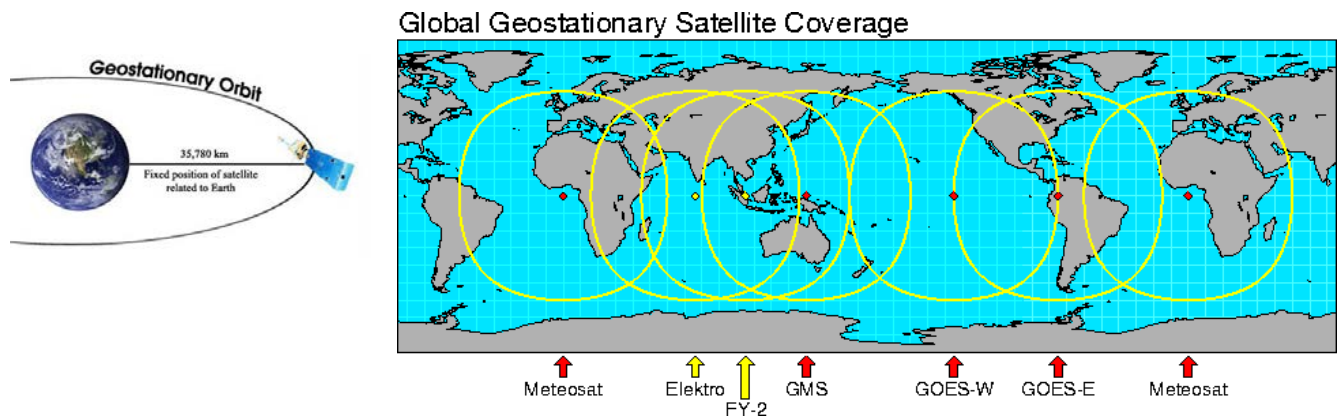 Geostationary Orbit
35,780 km
Fixed position of satellite
related to Earth
Global Geostationary Satellite Coverage
Meteosat
Elektro
FY-2
GMS
GOES-W
GOES-E
Meteosat